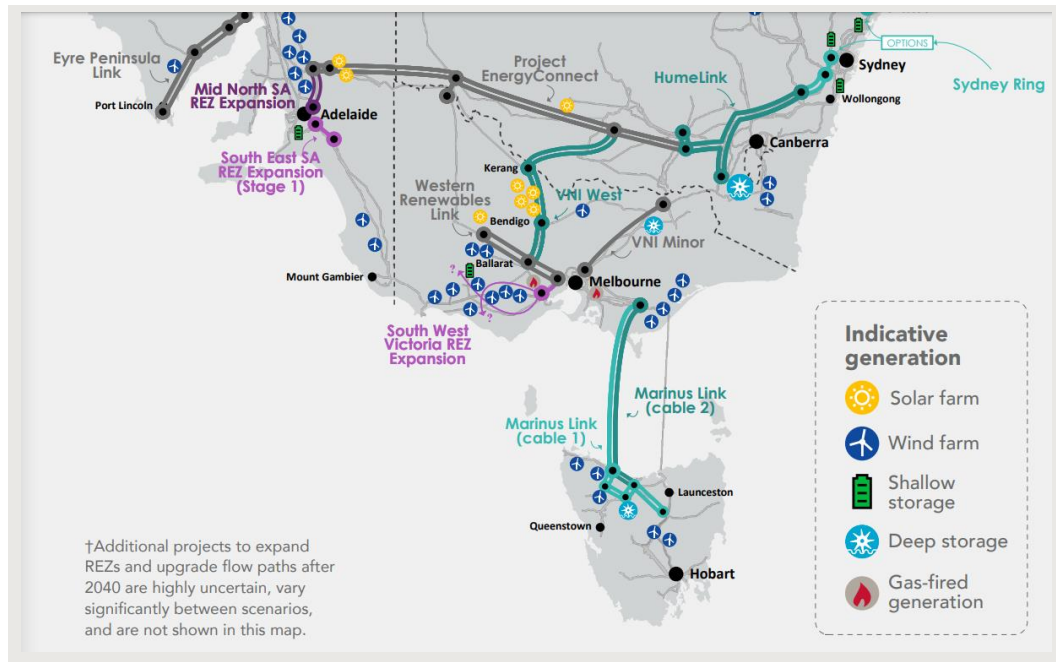 OPTIONS
Sydney
Sydney Ring
Wollongong
Project
EnergyConnect
HumeLink
Eyre Peninsula
Link
Port Lincoln
Mid North SA
REZ Expansion
Adelaide
South East SA
REZ Expansion
(Stage 1)
Canberra
Kerang
Western
Renewables
Link
VNI West
Bendigo
VNI Minor
Ballarat
Mount Gambier
Melbourne
?
?
South West
Victoria REZ
Expansion
Marinus Link
(cable 2)
Marinus Link
(cable 1)
Launceston
Queenstown
Hobart
Indicative
generation
Solar farm
Wind farm
Shallow
storage
Deep storage
Gas-fired
generation
†Additional projects to expand
REZs and upgrade flow paths after
2040 are highly uncertain, vary
significantly between scenarios,
and are not shown in this map.